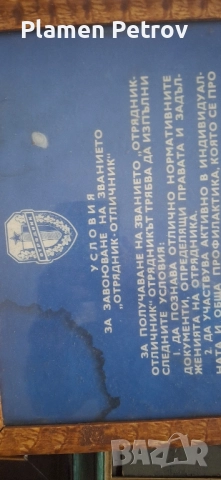 Plamen Petrov
УСЛОВИЯ
ЗА ЗАВОЮВАНЕ НА ЗВАНИЕТО
„ОТРЯДНИК-ОТЛИЧНИК“
ЗА ПОЛУЧАВАНЕ НА ЗВАНИЕТО „ОТРЯДНИК-
ОТЛИЧНИК“ ОТРЯДНИКЪТ ТРЯБВА ДА ИЗПЪЛНИ
СЛЕДНИТЕ УСЛОВИЯ:
1. ДА ПОЗНАВА ОТЛИЧНО НОРМАТИВНИТЕ
ДОКУМЕНТИ, ОПРЕДЕЛЯЩИ ПРАВАТА И ЗАДЪЛ-
ЖЕНИЯТА НА ОТРЯДНИКА.
2. ДА УЧАСТВУВА АКТИВНО В ИНДИВИДУАЛ-
НАТА И ОБЩА ПРОФИЛАКТИКА, КОЯТО СЕ ПРО
bazar